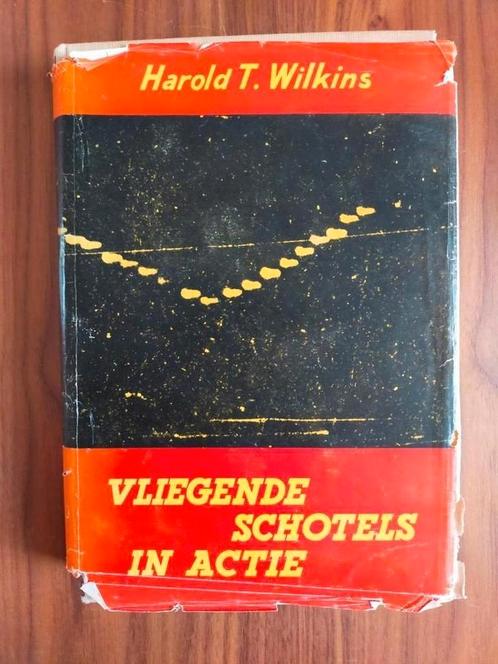 Harold T. Wilkins
VLIEGENDE
SCHOTELS
IN ACTIE